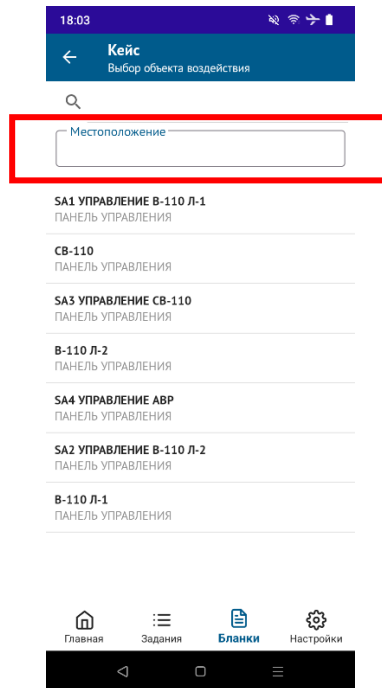 18:03
Кейс
Выбор объекта воздействия
Местоположение
SA1 УПРАВЛЕНИЕ В-110 Л-1
ПАНЕЛЬ УПРАВЛЕНИЯ
СВ-110
ПАНЕЛЬ УПРАВЛЕНИЯ
SA3 УПРАВЛЕНИЕ СВ-110
ПАНЕЛЬ УПРАВЛЕНИЯ
В-110 Л-2
ПАНЕЛЬ УПРАВЛЕНИЯ
SA4 УПРАВЛЕНИЕ АВР
ПАНЕЛЬ УПРАВЛЕНИЯ
SA2 УПРАВЛЕНИЕ В-110 Л-2
ПАНЕЛЬ УПРАВЛЕНИЯ
В-110 Л-1
ПАНЕЛЬ УПРАВЛЕНИЯ
Главная Задания Бланки Настройки